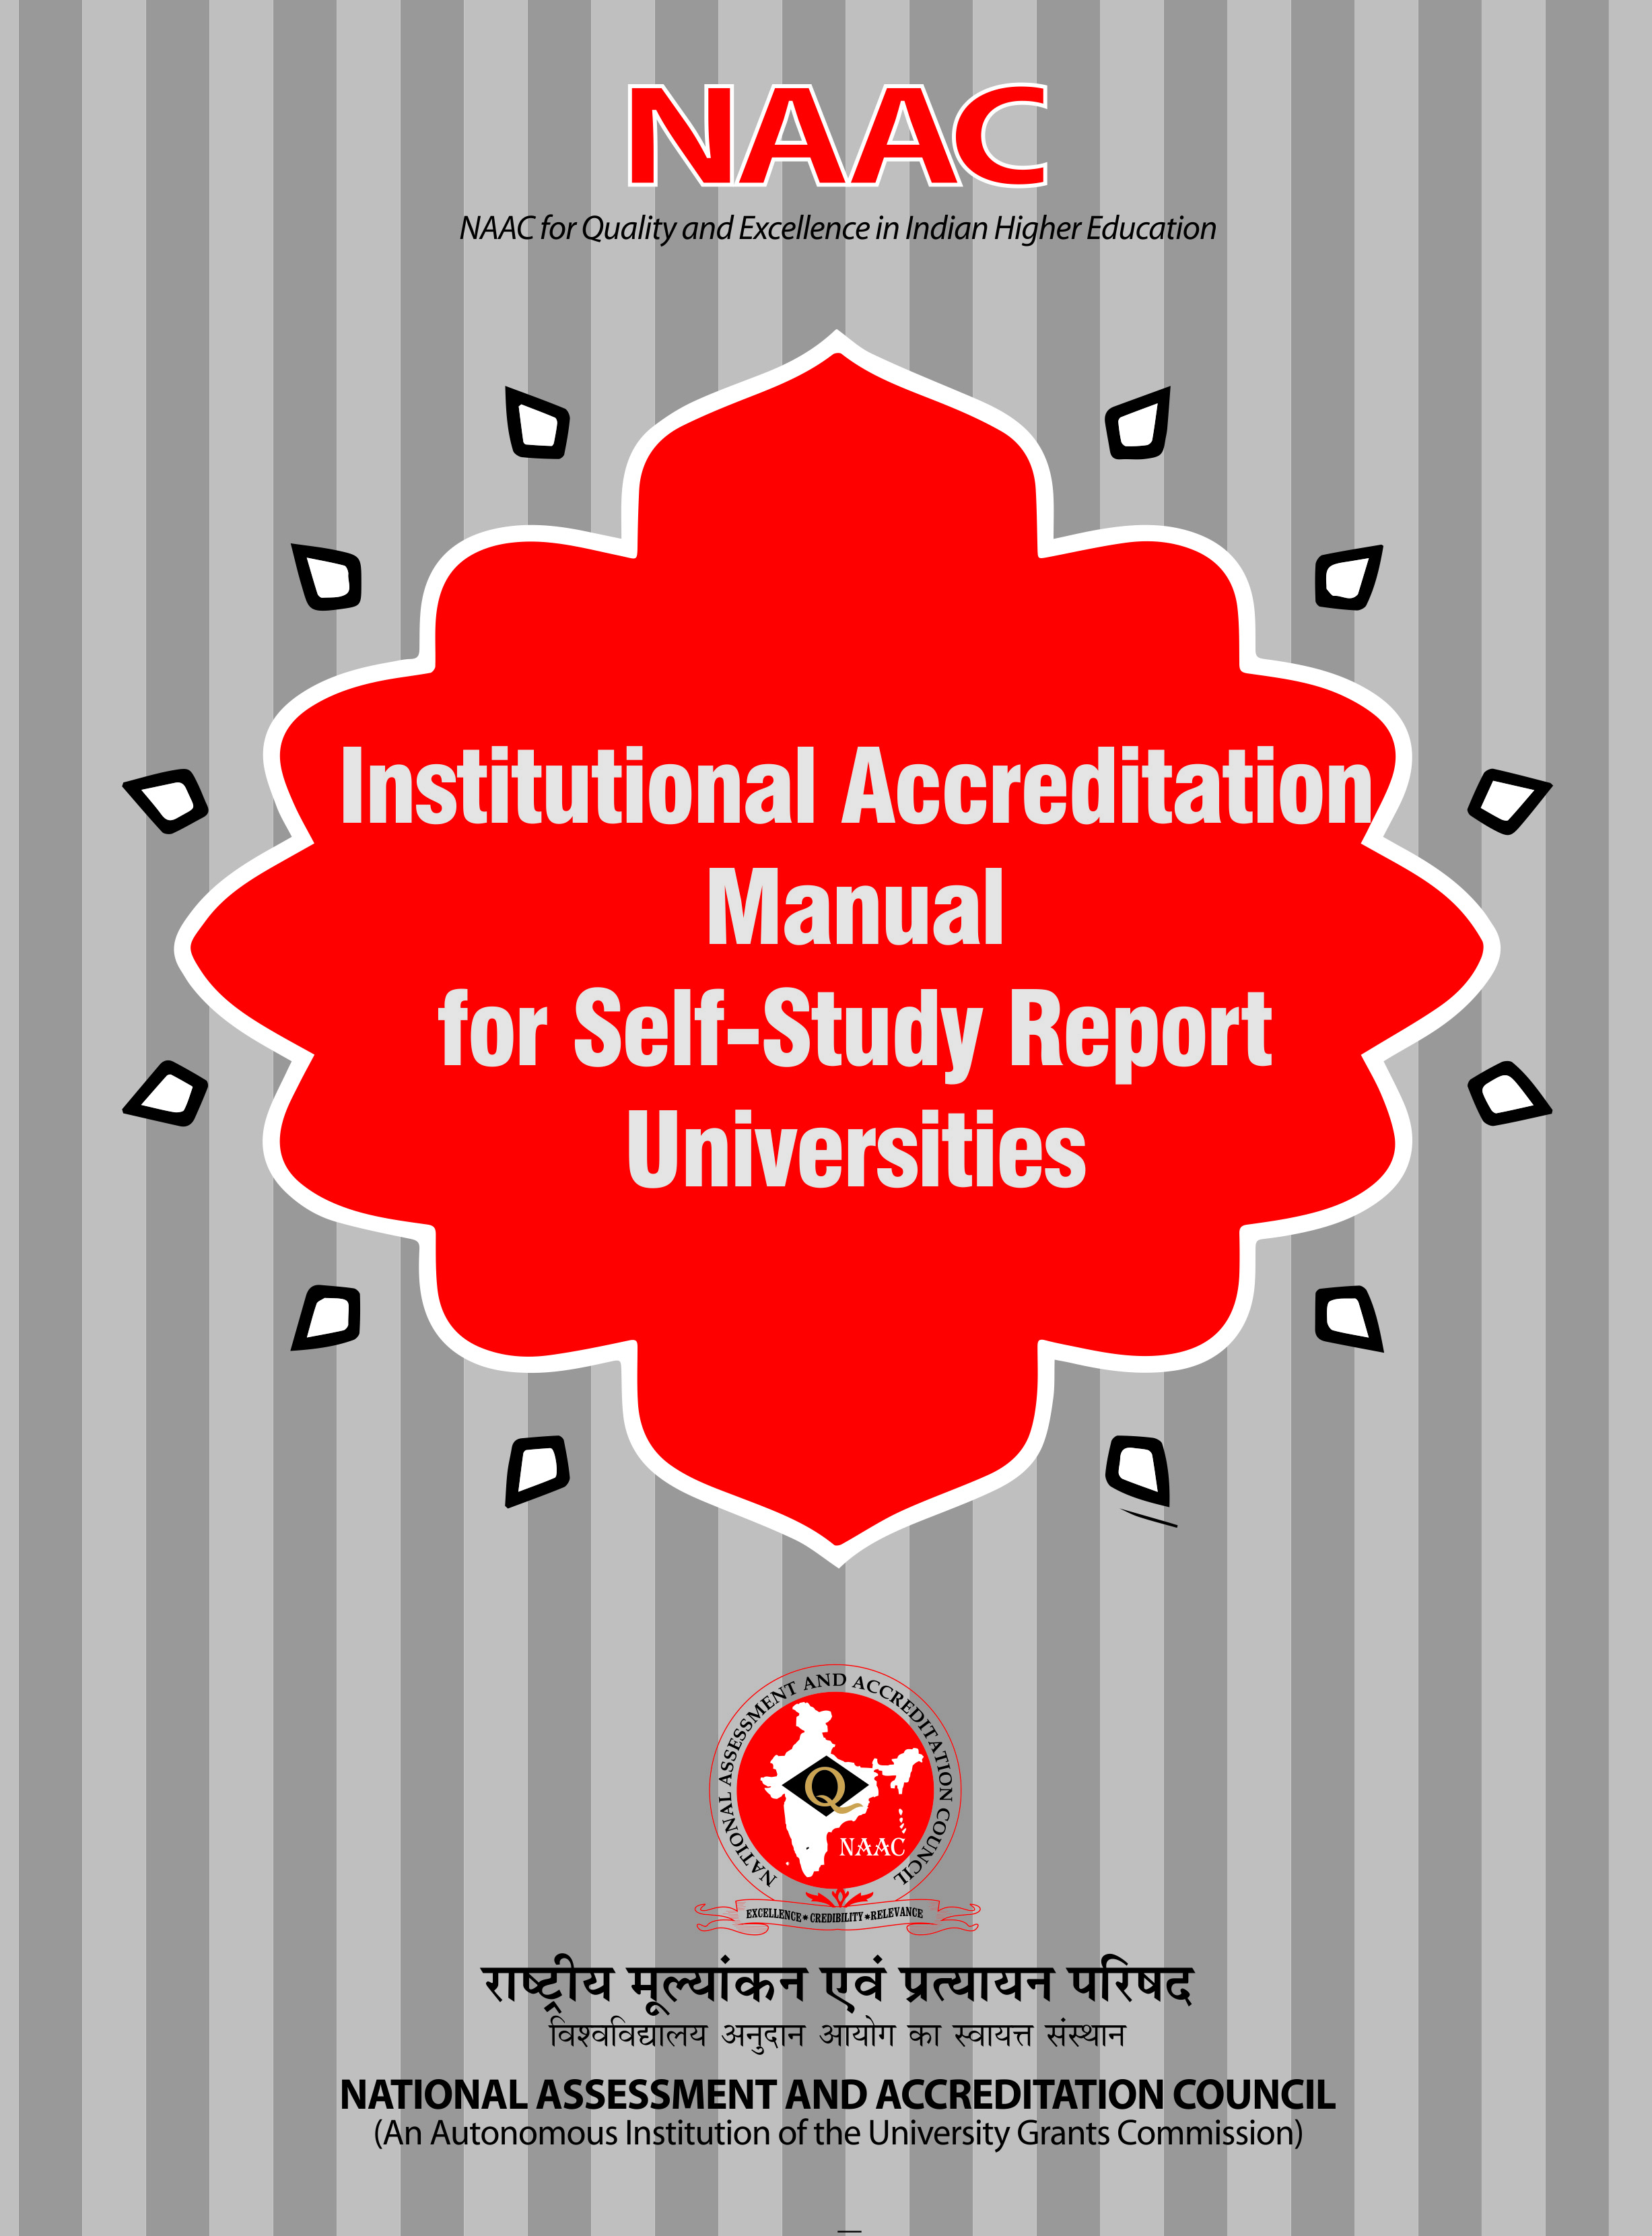 NAAC
NAAC for Quality and Excellence in Indian Higher Education
Institutional Accreditation
Manual
for Self-Study Report
Universities
NATIONAL ASSESSMENT AND ACCREDITATION COUNCIL
Q
NAAC
EXCELLENCE * CREDIBILITY * RELEVANCE
राष्ट्रीय मूल्यांकन एवं प्रत्यायन परिषद
विश्वविद्यालय अनुदान आयोग का स्वायत्त संस्थान
NATIONAL ASSESSMENT AND ACCREDITATION COUNCIL
(An Autonomous Institution of the University Grants Commission)